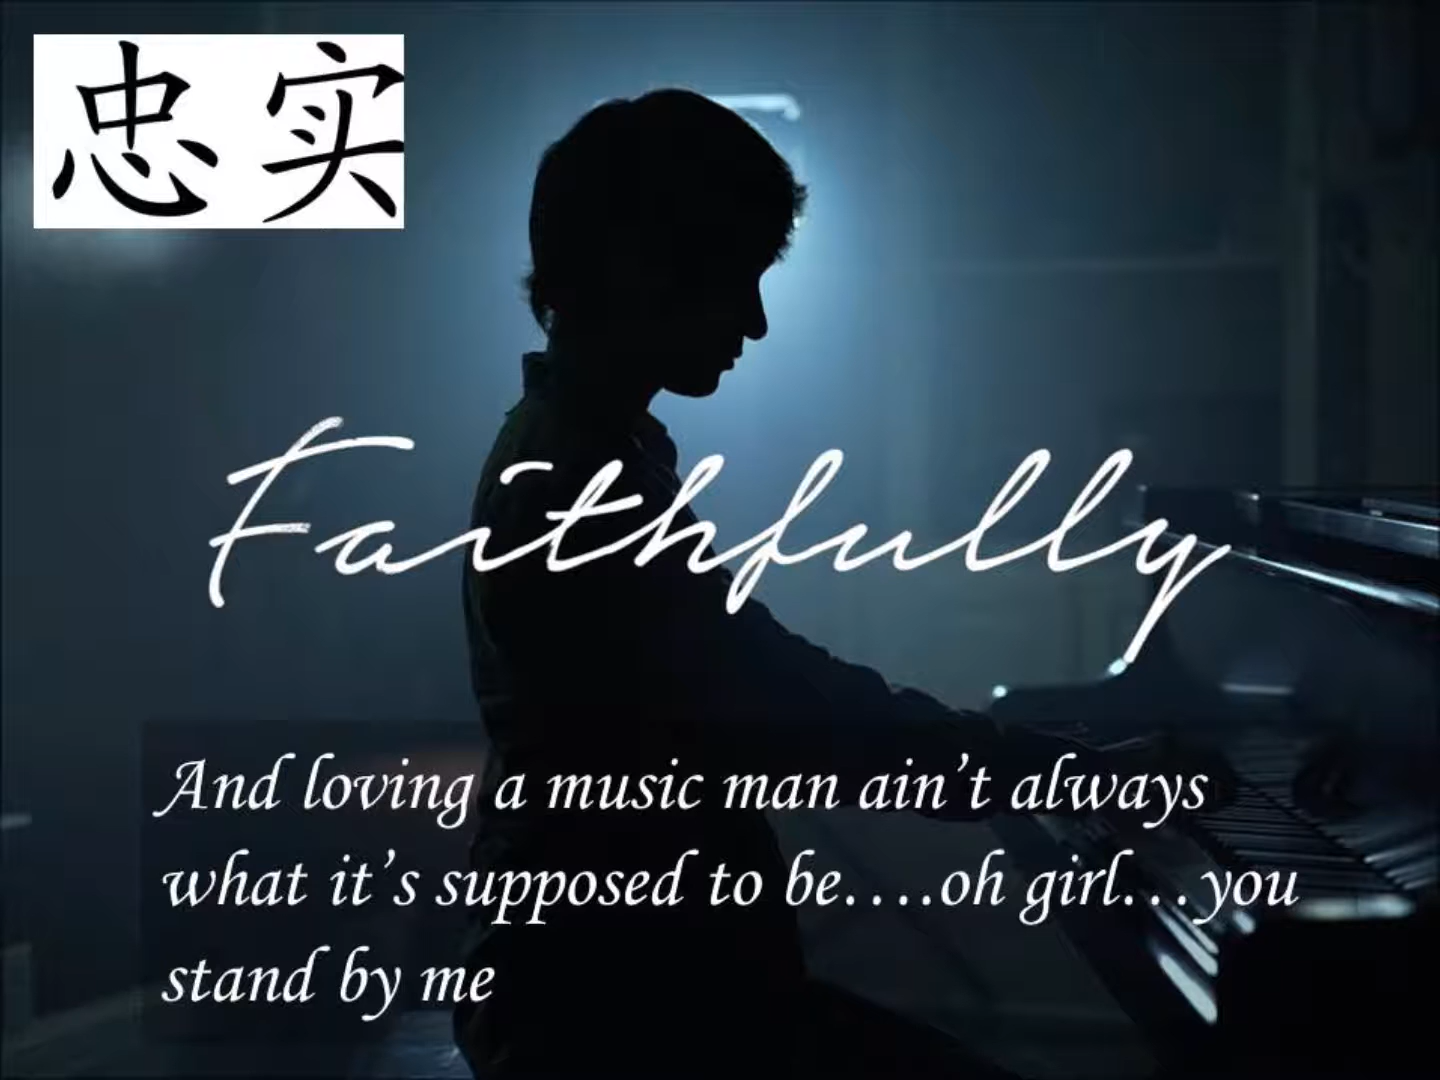 忠实
Faithfully
And loving a music man ain’t always
what it’s supposed to be….oh girl…you
stand by me